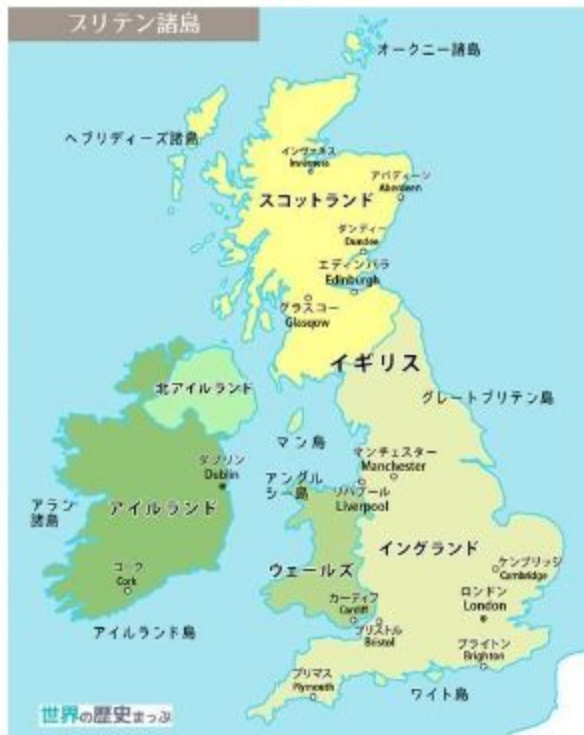 ブリテン諸島
オークニー諸島
ヘブリディーズ諸島
インヴァネス
Inverness
アバディーン
Aberdeen
スコットランド
ダンディー
Dundee
エディンバラ
Edinburgh
グラスコー
Glasgow
イギリス
北アイルランド
グレートブリテン島
マン島
マンチェスター
Manchester
ダブリン
Dublin
アングル
シー島
リバプール
Liverpool
アラン
諸島
アイルランド
イングランド
ケンブリッジ
Cambridge
コーク
Cork
ウェールズ
カーディフ
Cardiff
ロンドン
London
アイルランド島
ブリストル
Bristol
ブライトン
Brighton
プリマス
Plymouth
ワイト島
世界の歴史まっぷ